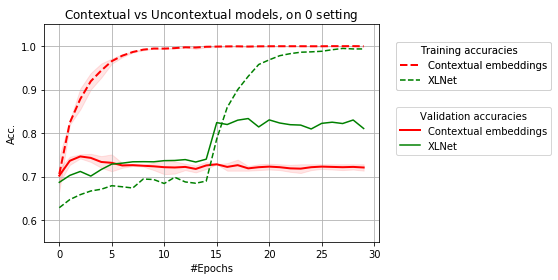 Contextual vs Uncontextual models, on 0 setting
1.0
0.9
0.8
0.7
0.6
Acc.
0 5 10 15 20 25 30
#Epochs
Training accuracies
Contextual embeddings
XLNet
Validation accuracies
Contextual embeddings
XLNet